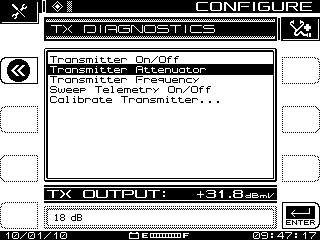 CONFIGURE
TX DIAGNOSTICS
Transmitter On/Off
Transmitter Attenuator
Transmitter Frequency
Sweep Telemetry On/Off
Calibrate Transmitter...
TX OUTPUT: +31.8dBmV
18 dB
ENTER
10/01/10 E F 09:47:17